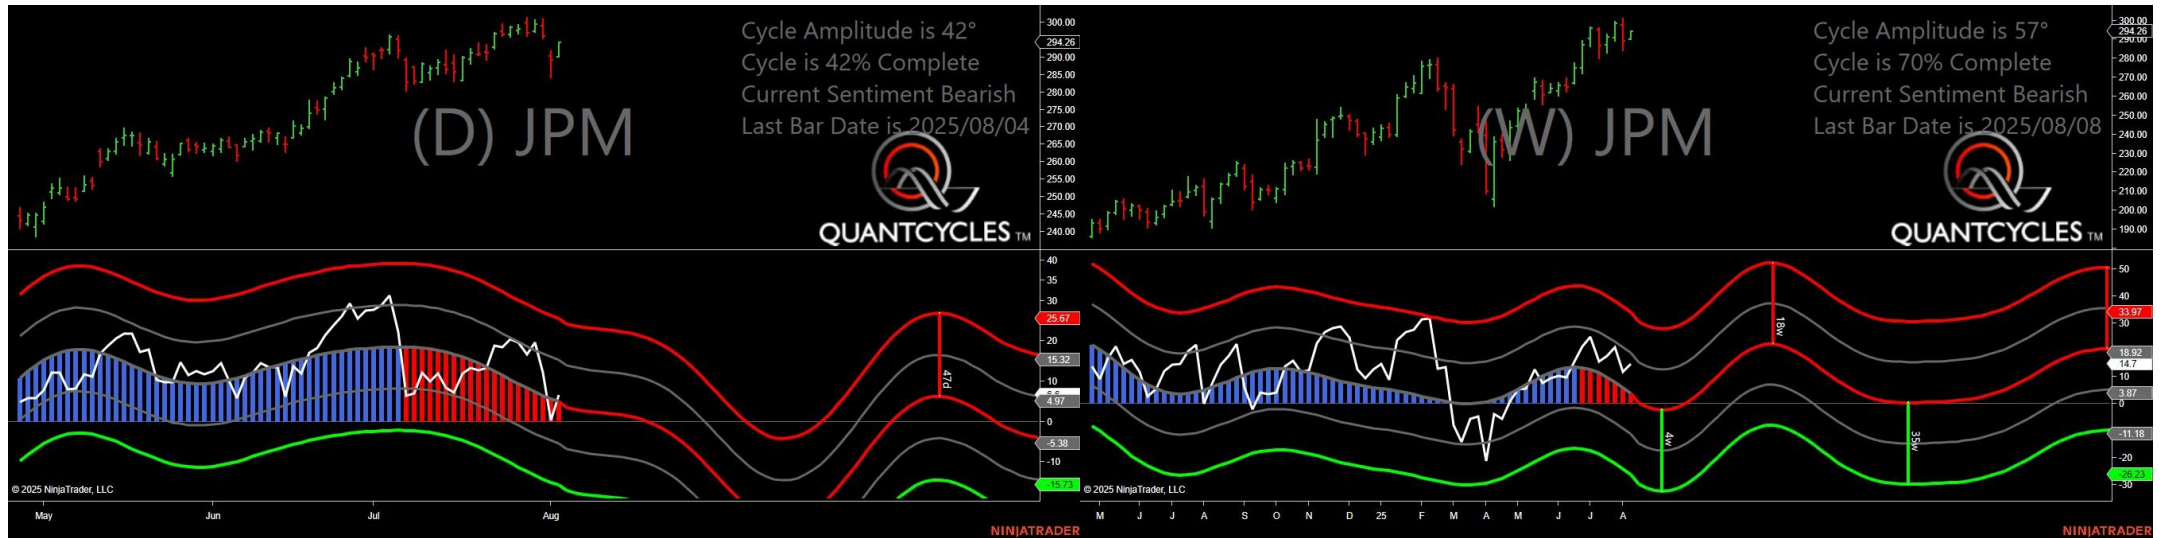 Cycle Amplitude is 42°
Cycle is 42% Complete
Current Sentiment Bearish
Last Bar Date is 2025/08/04
(D) JPM
QUANTCYCLES TM
300.00
294.26
290.00
285.00
280.00
275.00
270.00
265.00
260.00
255.00
250.00
245.00
240.00
40
35
30
25.67
20
15.32
10
4.97
0
-5.38
-10
-15.73
47d
© 2025 NinjaTrader, LLC
May Jun Jul Aug
NINJATRADER
Cycle Amplitude is 57°
Cycle is 70% Complete
Current Sentiment Bearish
Last Bar Date is 2025/08/08
(W) JPM
QUANTCYCLES TM
300.00
294.26
290.00
280.00
270.00
260.00
250.00
240.00
230.00
220.00
210.00
200.00
190.00
50
40
33.97
30
18.92
14.7
10
3.87
0
-11.18
-20
-26.23
-30
18w
4w
35w
© 2025 NinjaTrader, LLC
M J J A S O N D 25 F M A M J J A
NINJATRADER